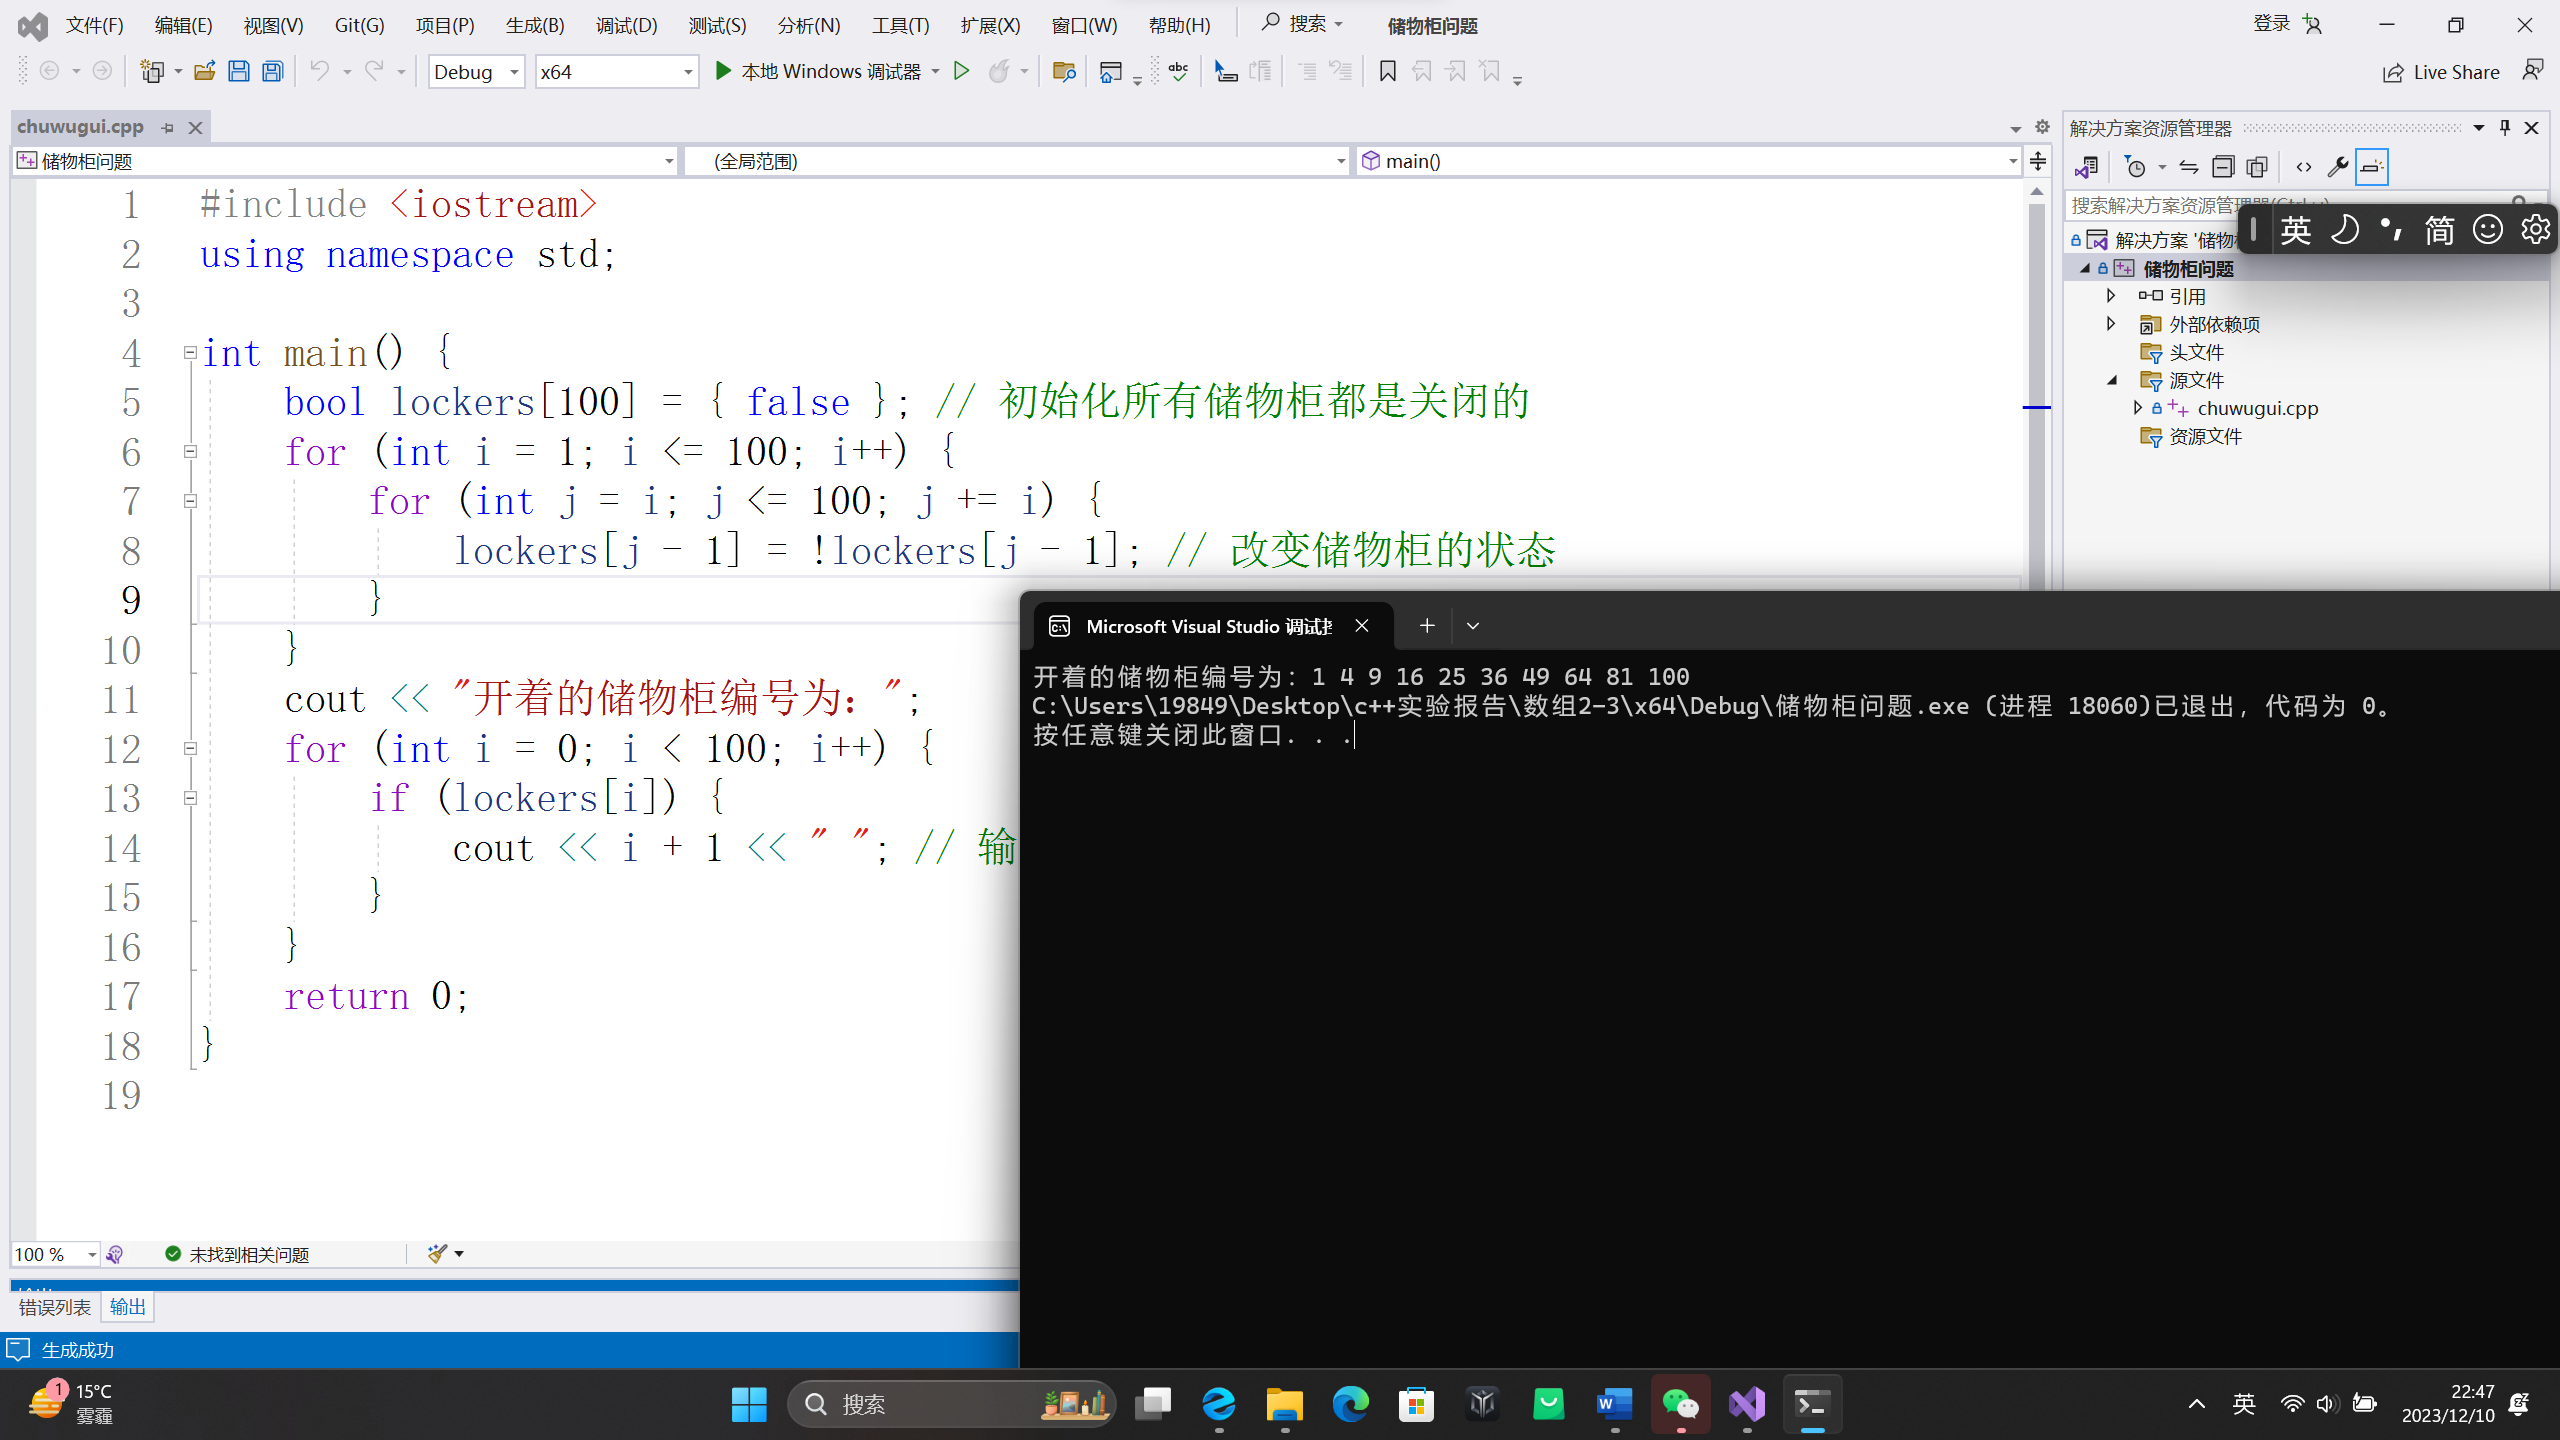 文件(F) 编辑(E) 视图(V) Git(G) 项目(P) 生成(B) 调试(D) 测试(S) 分析(N) 工具(T) 扩展(X) 窗口(W) 帮助(H) 搜索 储物柜问题 登录
Debug x64 本地 Windows 调试器 abc Live Share
chuwugui.cpp
储物柜问题 (全局范围) main()
1 #include <iostream>
2 using namespace std;
3
4 int main() {
5 bool lockers[100] = { false }; // 初始化所有储物柜都是关闭的
6 for (int i = 1; i <= 100; i++) {
7 for (int j = i; j <= 100; j += i) {
8 lockers[j - 1] = !lockers[j - 1]; // 改变储物柜的状态
9 }
10 }
11 cout << "开着的储物柜编号为：";
12 for (int i = 0; i < 100; i++) {
13 if (lockers[i]) {
14 cout << i + 1 << " "; // 输
15 }
16 }
17 return 0;
18 }
19
100 % 未找到相关问题
错误列表 输出
生成成功
解决方案资源管理器
搜索解决方案资源管理器(Ctrl+;)
英 简
解决方案 '储物
储物柜问题
引用
外部依赖项
头文件
源文件
chuwugui.cpp
资源文件
Microsoft Visual Studio 调试
开着的储物柜编号为：1 4 9 16 25 36 49 64 81 100
C:\Users\19849\Desktop\c++实验报告\数组2-3\x64\Debug\储物柜问题.exe (进程 18060)已退出，代码为 0。
按任意键关闭此窗口. . .
1 15°C
雾霾
搜索
英
22:47
2023/12/10